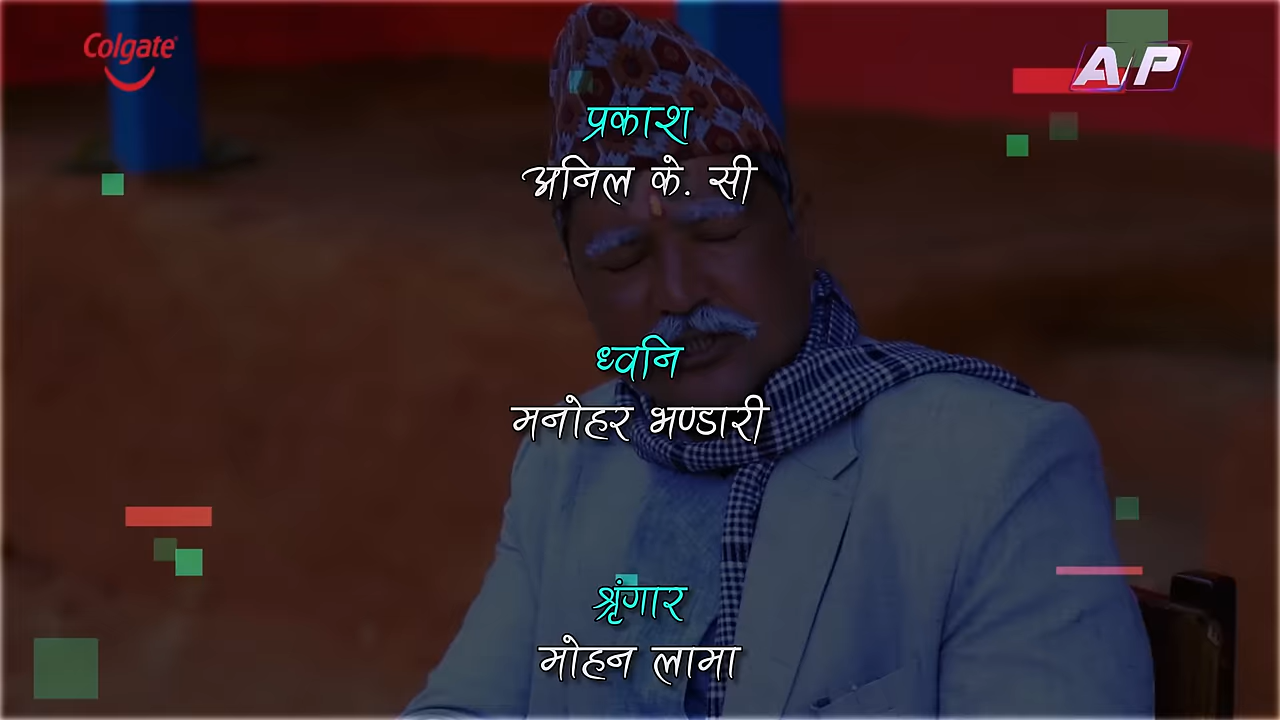 Colgate
AP
प्रकाश
अनिल के. सी
ध्वनि
मनोहर भण्डारी
श्रृंगार
मोहन लामा